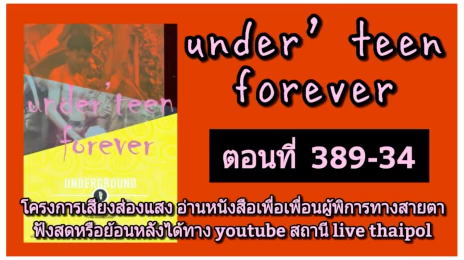 under' teen
forever
under'teen
forever
UNDERGROUND
ตอนที่ 389-34
โครงการเสียงส่องแสง อ่านหนังสือเพื่อเพื่อนผู้พิการทางสายตา
ฟังสดหรือย้อนหลังได้ทาง youtube สถานี live thaipol